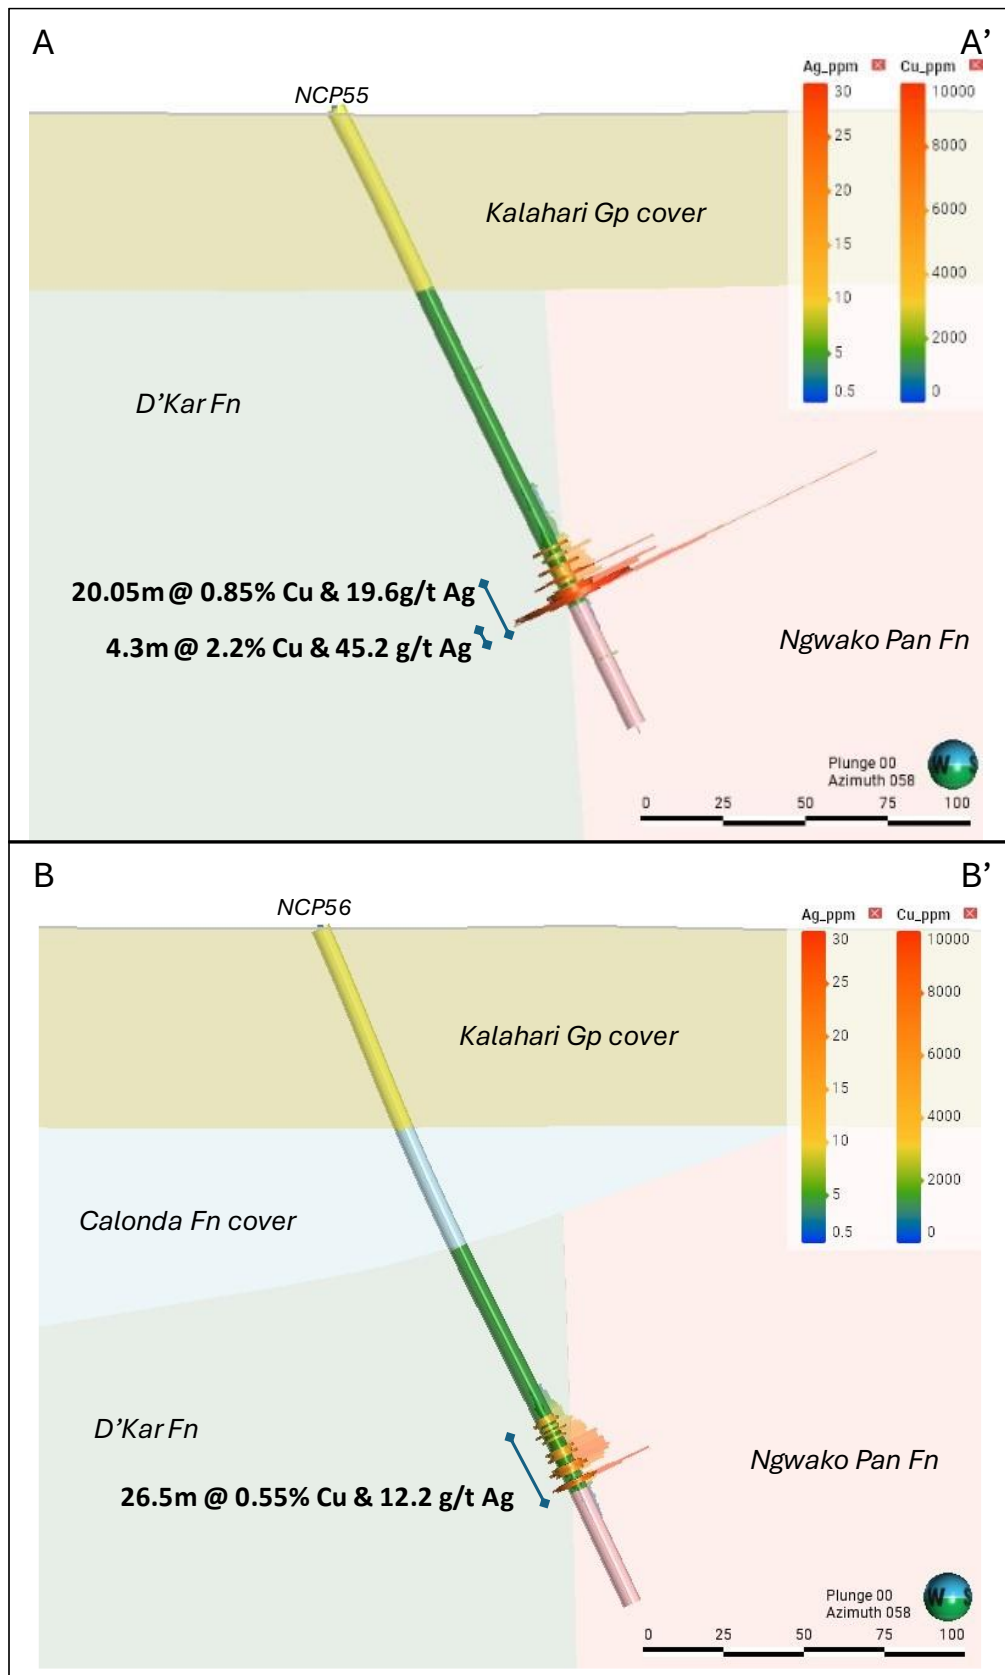 A
A’
NCP55
Ag_ppm
Cu_ppm
30
25
20
15
10
5
0.5
10000
8000
6000
4000
2000
0
Kalahari Gp cover
D’Kar Fn
20.05m @ 0.85% Cu & 19.6g/t Ag
4.3m @ 2.2% Cu & 45.2 g/t Ag
Ngwako Pan Fn
Plunge 00
Azimuth 058
W S
0 25 50 75 100
B
B’
NCP56
Ag_ppm
Cu_ppm
30
25
20
15
10
5
0.5
10000
8000
6000
4000
2000
0
Kalahari Gp cover
Calonda Fn cover
D’Kar Fn
26.5m @ 0.55% Cu & 12.2 g/t Ag
Ngwako Pan Fn
Plunge 00
Azimuth 058
W S
0 25 50 75 100